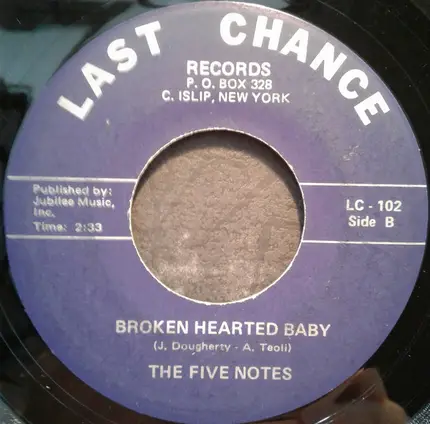 LAST CHANCE
RECORDS
P. O. BOX 328
C. ISLIP, NEW YORK
Published by:
Jubilee Music,
Inc.
Time: 2:33
LC - 102
Side B
BROKEN HEARTED BABY
(J. Dougherty - A. Teoli)
THE FIVE NOTES